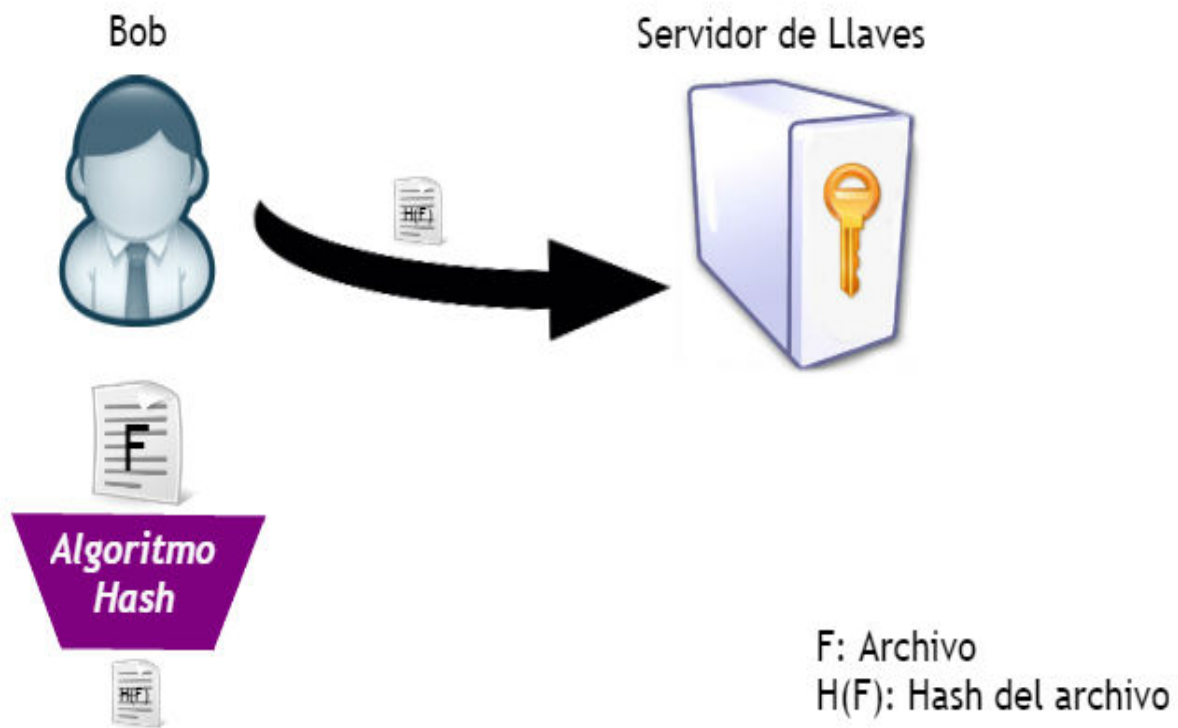 Bob
Servidor de Llaves
H(F)
F
Algoritmo
Hash
H(F)
F: Archivo
H(F): Hash del archivo